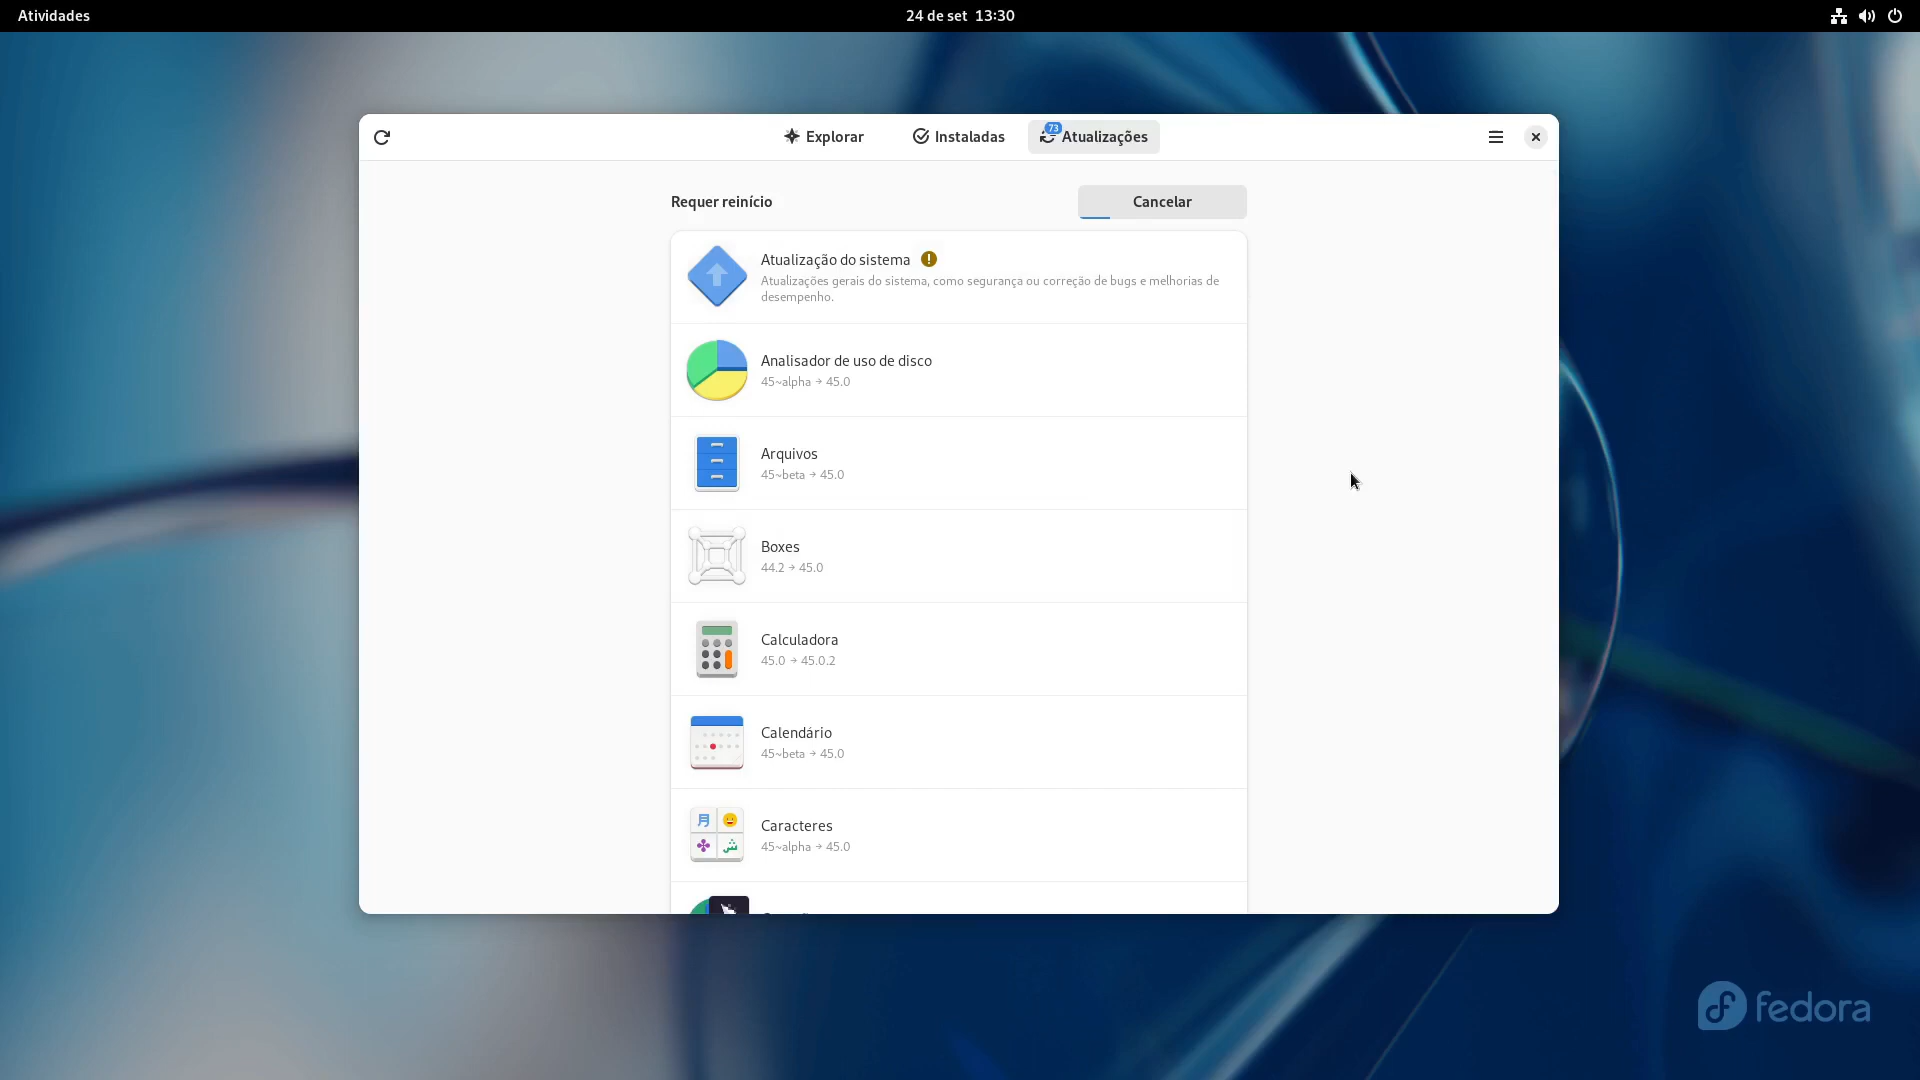 Atividades
24 de set 13:30
Explorar
Instaladas
73
Atualizações
Requer reinício
Cancelar
Atualização do sistema
Atualizações gerais do sistema, como segurança ou correção de bugs e melhorias de
desempenho.
Analisador de uso de disco
45~alpha → 45.0
Arquivos
45~beta → 45.0
Boxes
44.2 → 45.0
Calculadora
45.0 → 45.0.2
Calendário
45~beta → 45.0
Caracteres
45~alpha → 45.0
fedora